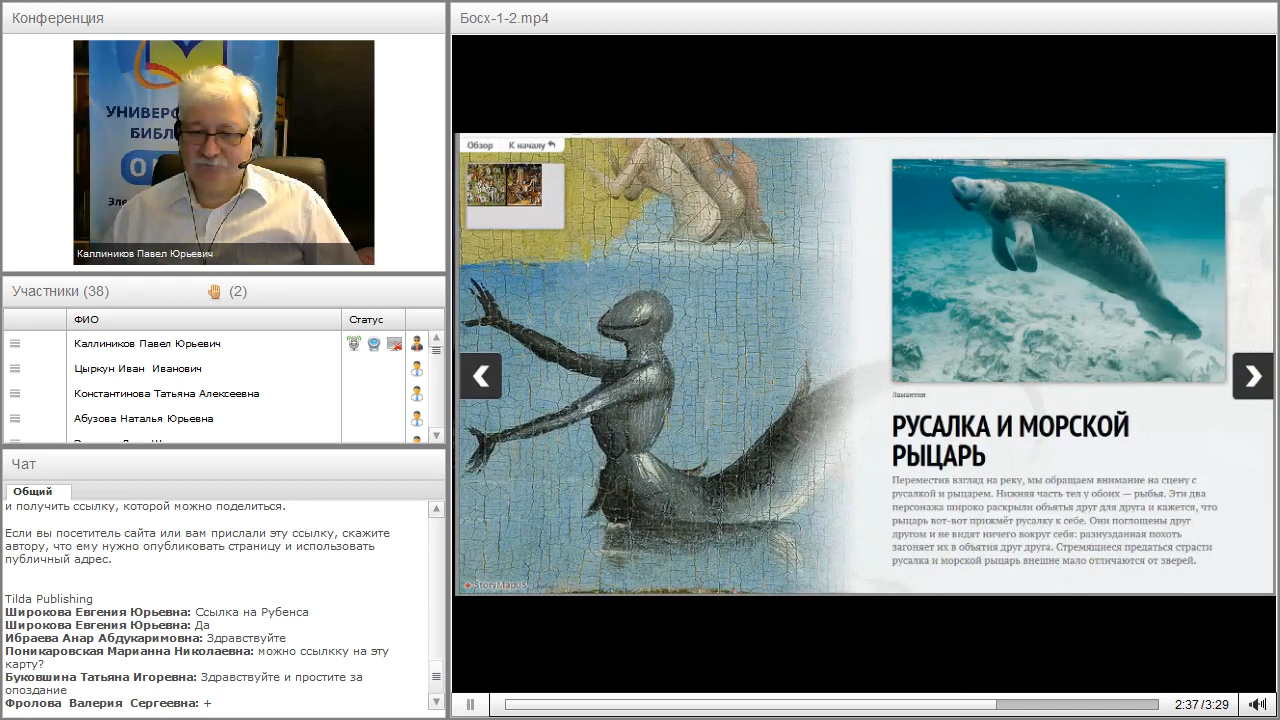 Конференция
УНИВЕРС
БИБЛ
О
Эле
Каллиников Павел Юрьевич
Участники (38)
(2)
ФИО
Статус
Каллиников Павел Юрьевич
Цыркун Иван Иванович
Константинова Татьяна Алексеевна
Абузова Наталья Юрьевна
Чат
Общий
и получить ссылку, которой можно поделиться.
Если вы посетитель сайта или вам прислали эту ссылку, скажите
автору, что ему нужно опубликовать страницу и использовать
публичный адрес.
Tilda Publishing
Широкова Евгения Юрьевна: Ссылка на Рубенса
Широкова Евгения Юрьевна: Да
Ибраева Анар Абдукаримовна: Здравствуйте
Поникаровская Марианна Николаевна: можно ссылкку на эту
карту?
Буковшина Татьяна Игоревна: Здравствуйте и простите за
опоздание
Фролова Валерия Сергеевна: +
Босх-1-2.mp4
Обзор
К началу
StoryMapJS
Ламантин
РУСАЛКА И МОРСКОЙ
РЫЦАРЬ
Переместив взгляд на реку, мы обращаем внимание на сцену с
русалкой и рыцарем. Нижняя часть тел у обоих — рыбья. Эти два
персонажа широко раскрыли объятья друг для друга и кажется, что
рыцарь вот-вот прижмёт русалку к себе. Они поглощены друг
другом и не видят ничего вокруг себя: разнузданная похоть
загоняет их в объятия друг друга. Стремящиеся предаться страсти
русалка и морской рыцарь внешне мало отличаются от зверей.
2:37/3:29